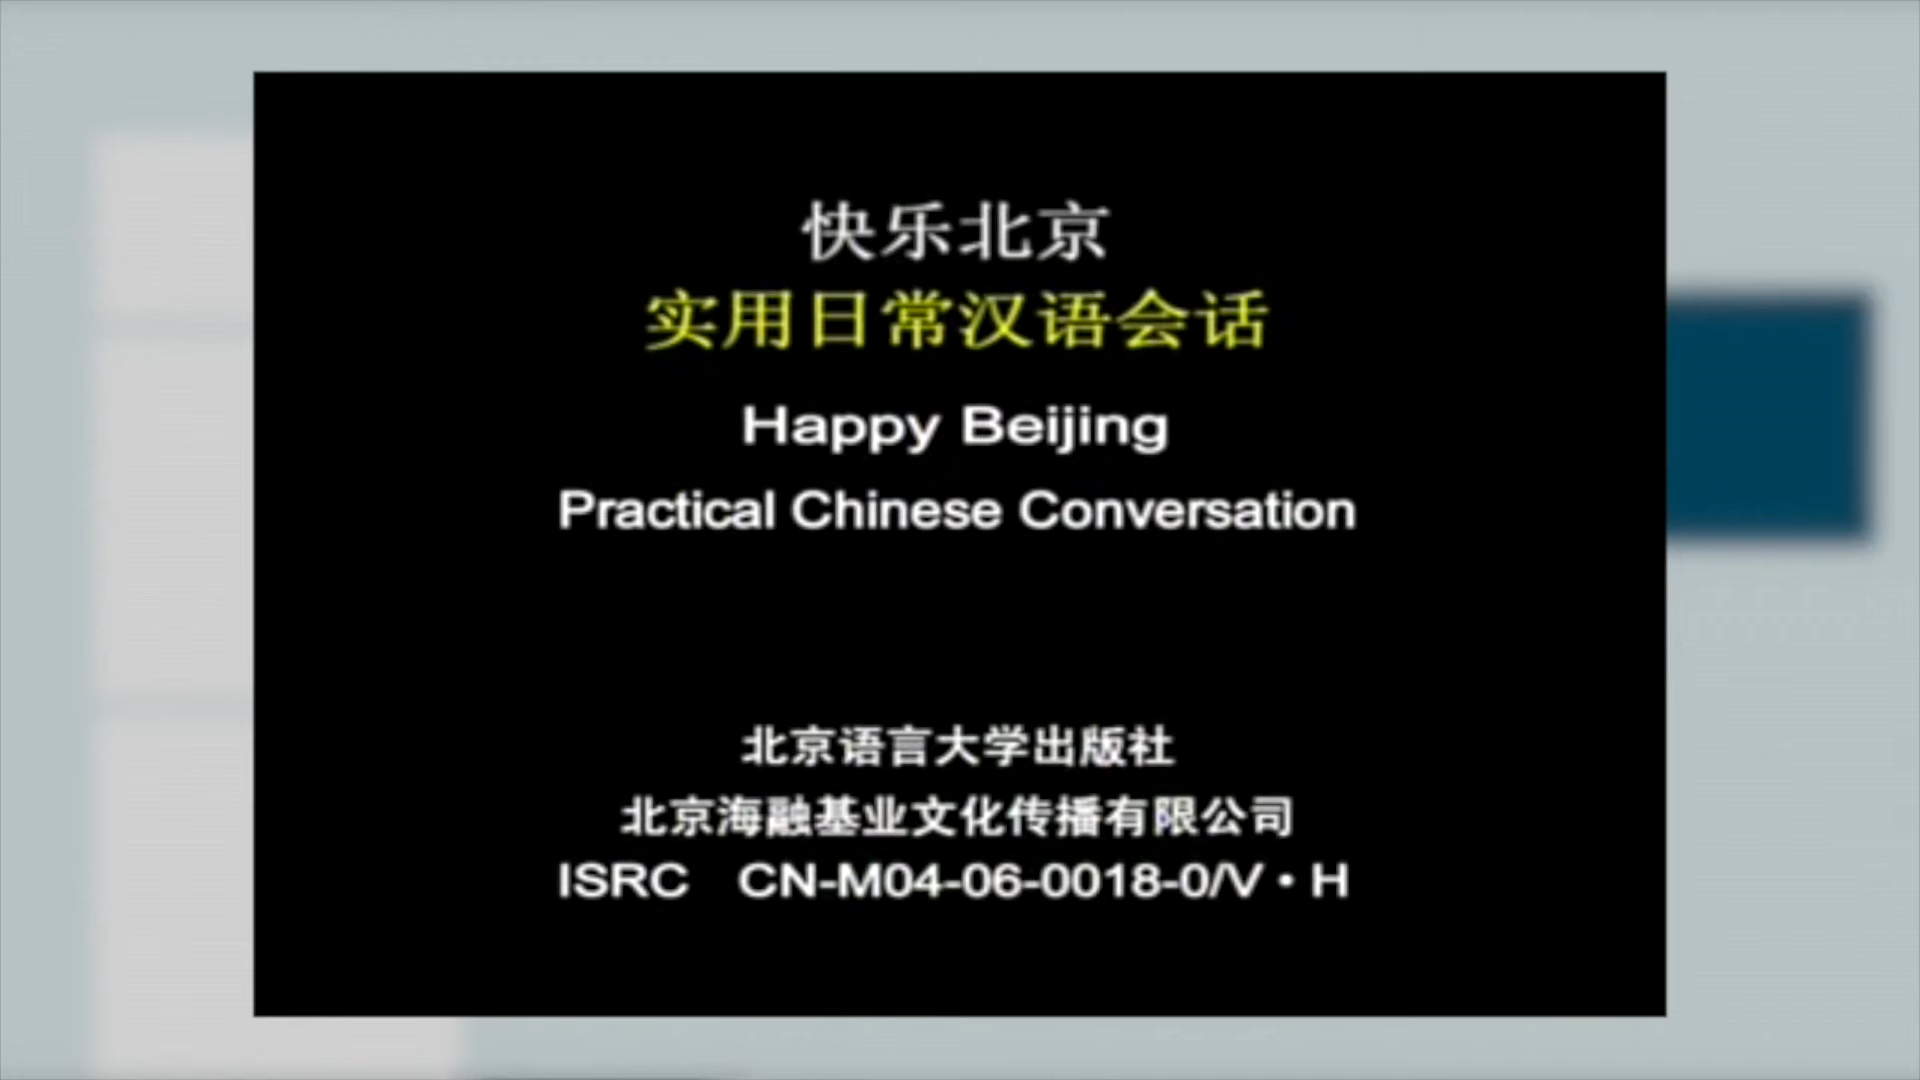 快乐北京
实用日常汉语会话
Happy Beijing
Practical Chinese Conversation
北京语言大学出版社
北京海融基业文化传播有限公司
ISRC CN-M04-06-0018-0/V·H